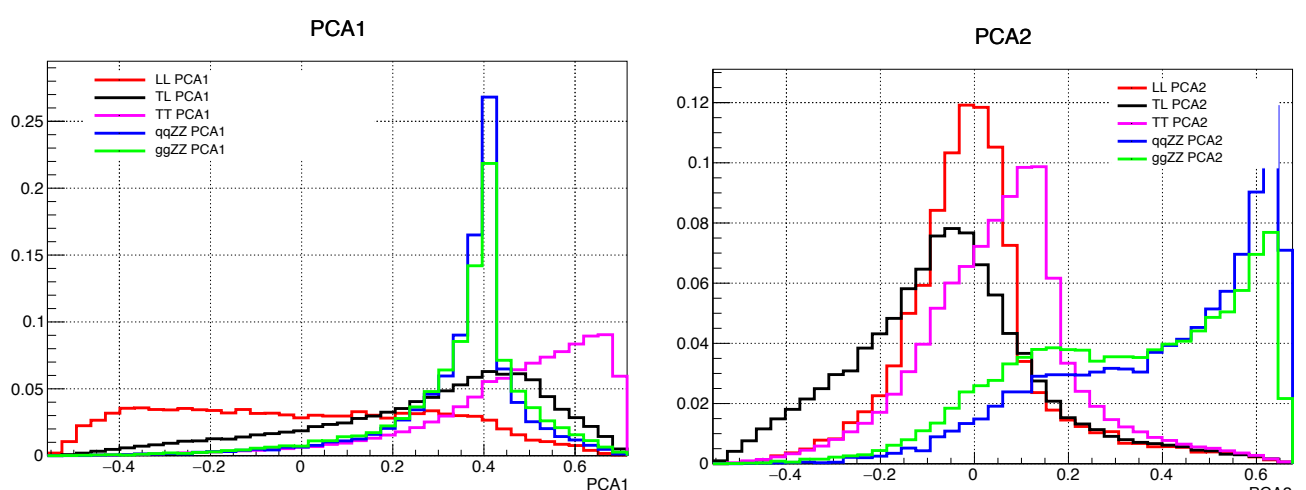 PCA1
LL PCA1
TL PCA1
TT PCA1
qqZZ PCA1
ggZZ PCA1
0.25
0.2
0.15
0.1
0.05
0
−0.4 −0.2 0 0.2 0.4 0.6
PCA1
PCA2
LL PCA2
TL PCA2
TT PCA2
qqZZ PCA2
ggZZ PCA2
0.12
0.1
0.08
0.06
0.04
0.02
0
−0.4 −0.2 0 0.2 0.4 0.6